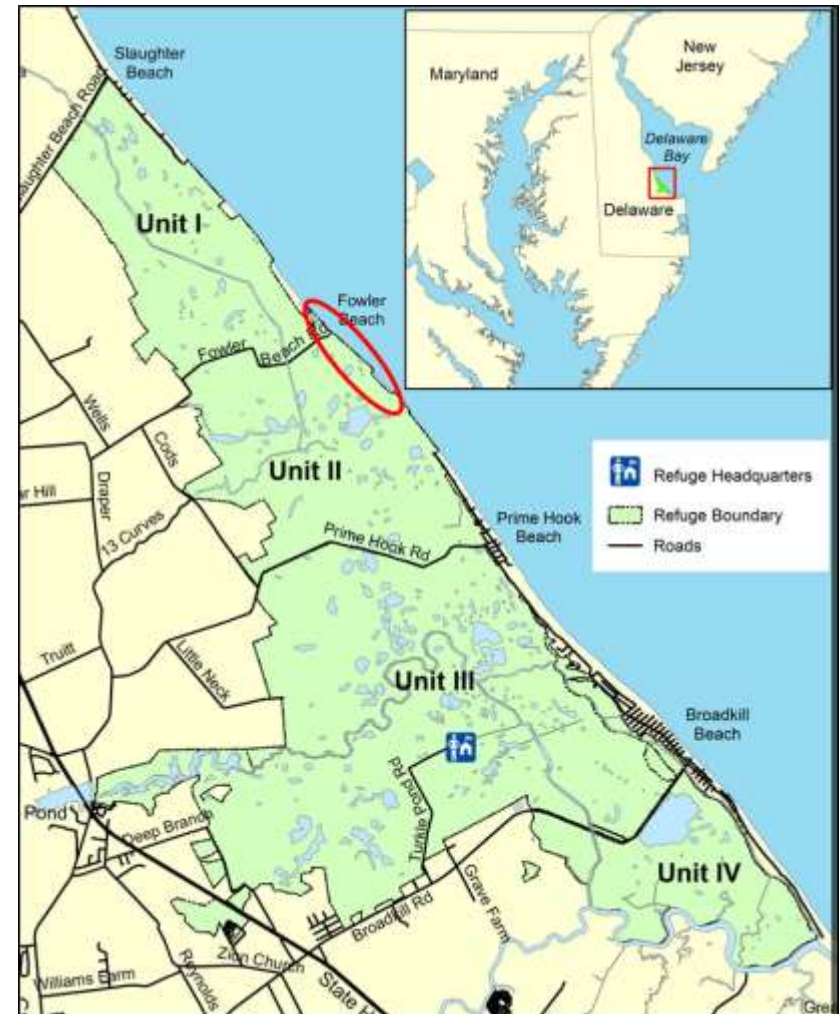 Slaughter
Beach
Slaughter Beach Road
Unit I
Fowler
Beach
Fowler Beach
Wells
Cods
Draper
13 Curves
Unit II
Prime Hook Rd
Prime Hook
Beach
Truitt
Little Neck
Unit III
Broadkill
Beach
Turkle Pond Rd
Pond
Deep Branch
Unit IV
Grave Farm
Broadkill Rd
Zion Church
Williams Farm
Reynolds
State
Maryland
New
Jersey
Delaware
Bay
Delaware
Refuge Headquarters
Refuge Boundary
Roads